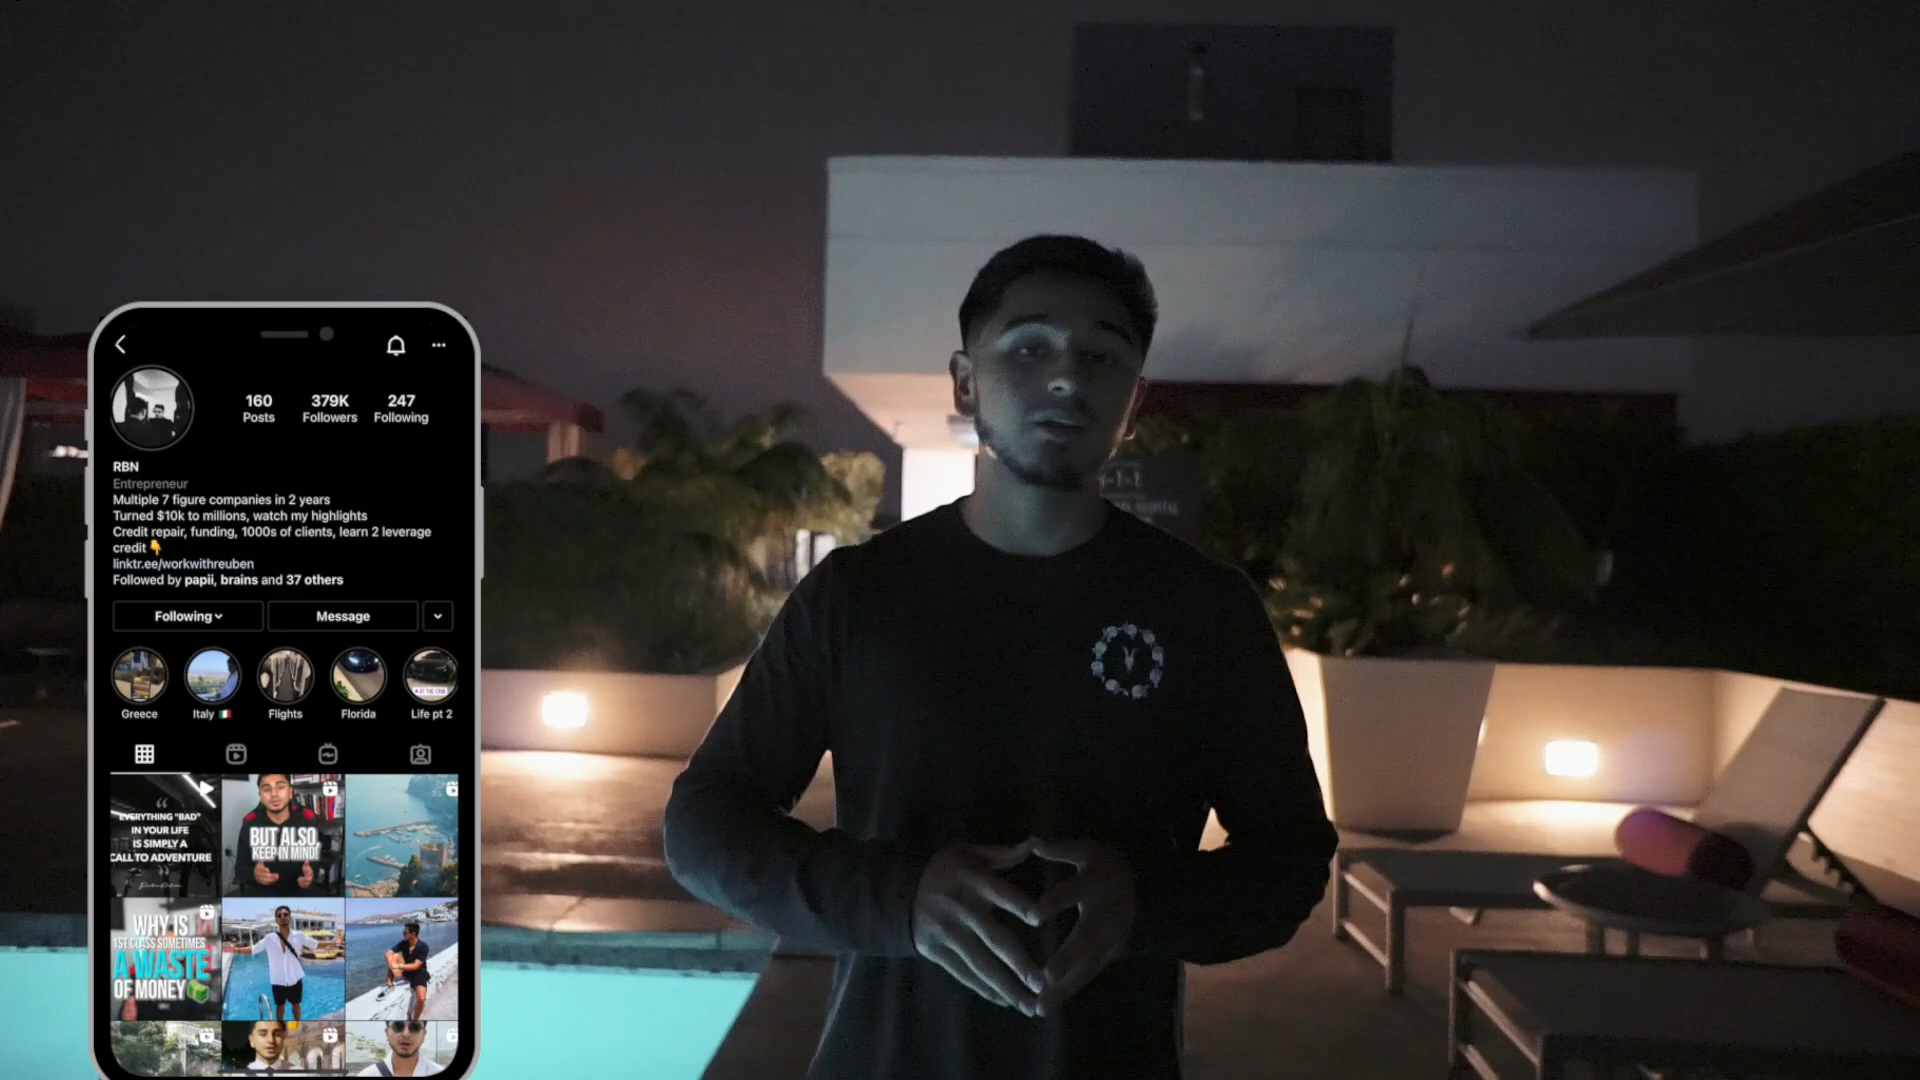 160 379K 247
Posts Followers Following
RBN
Entrepreneur
Multiple 7 figure companies in 2 years
Turned $10k to millions, watch my highlights
Credit repair, funding, 1000s of clients, learn 2 leverage
credit👇
linktr.ee/workwithreuben
Followed by papii, brains and 37 others
Following Message
Greece Italy 🇮🇹 Flights Florida Life pt 2
AT THE CRIB
“
EVERYTHING "BAD"
IN YOUR LIFE
IS SIMPLY A
CALL TO ADVENTURE
”
BUT ALSO,
KEEP IN MIND!
WHY IS
1ST CLASS SOMETIMES
A WASTE
OF MONEY